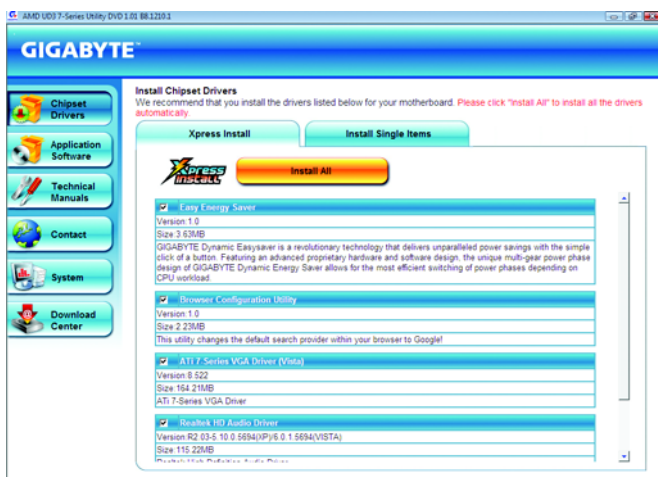 AMD UD3 7-Series Utility DVD 1.01 B8.1210.1
GIGABYTE™
Chipset
Drivers
Application
Software
Technical
Manuals
Contact
System
Download
Center
Install Chipset Drivers
We recommend that you install the drivers listed below for your motherboard. Please click "Install All" to install all the drivers
automatically.
Xpress Install
Install Single Items
Xpress
INSTALL
Install All
Easy Energy Saver
Version:1.0
Size:3.63MB
GIGABYTE Dynamic Easysaver is a revolutionary technology that delivers unparalleled power savings with the simple
click of a button. Featuring an advanced proprietary hardware and software design, the unique multi-gear power phase
design of GIGABYTE Dynamic Energy Saver allows for the most efficient switching of power phases depending on
CPU workload.
Browser Configuration Utility
Version:1.0
Size:2.23MB
This utility changes the default search provider within your browser to Google!
ATi 7-Series VGA Driver (Vista)
Version:8.522
Size:164.21MB
ATi 7-Series VGA Driver
Realtek HD Audio Driver
Version:R2.03-5.10.0.5694(XP)/6.0.1.5694(VISTA)
Size:115.22MB
Realtek High Definition Audio Driver